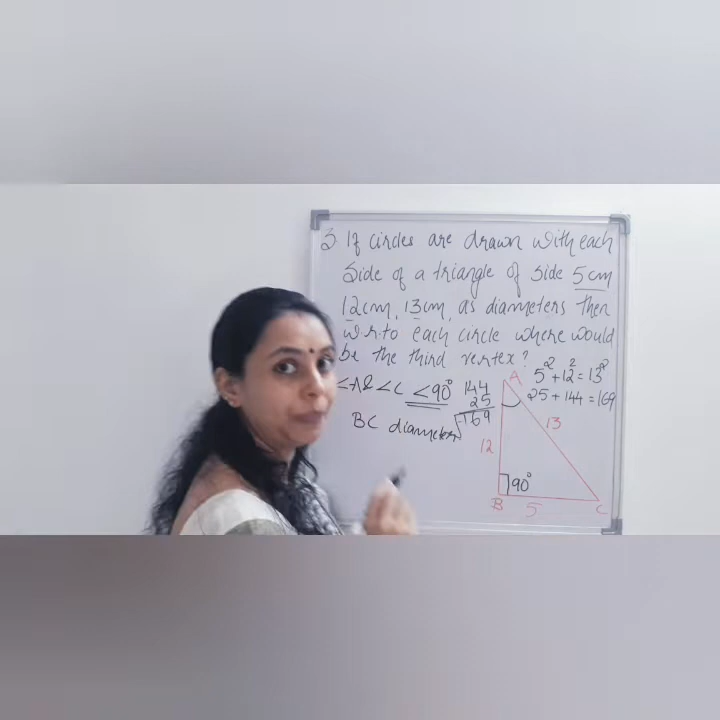 3. If circles are drawn with each
side of a triangle of side 5cm
12cm, 13cm, as diameters then
w.r.to each circle where would
be the third vertex?
5² + 12² = 13²
25 + 144 = 169
<A & <C <90°
144
25
169
BC diameter
A
12
13
90°
B
5
C